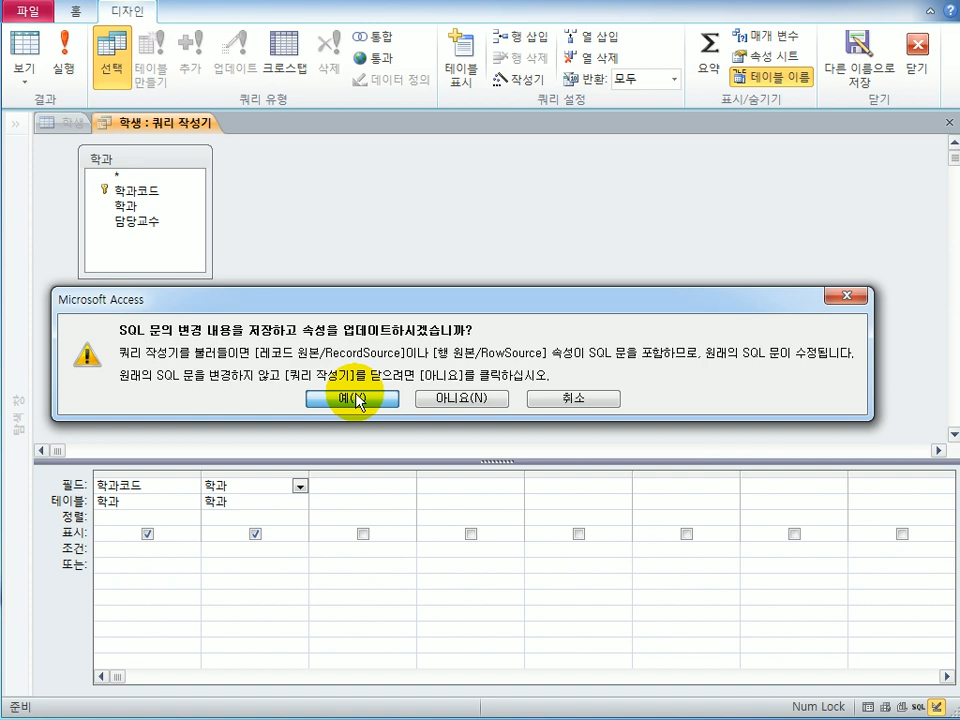 파일 홈 디자인
보기 실행 선택 테이블 만들기 추가 업데이트 크로스탭 삭제
통합
통과
데이터 정의
테이블 표시
행 삽입
행 삭제
작성기
열 삽입
열 삭제
반환: 모두
요약
매개 변수
속성 시트
테이블 이름
다른 이름으로 저장
닫기
결과 쿼리 유형 쿼리 설정 표시/숨기기 닫기
학생 학생 : 쿼리 작성기
학과
*
학과코드
학과
담당교수
탐색 창
Microsoft Access
SQL 문의 변경 내용을 저장하고 속성을 업데이트하시겠습니까?
쿼리 작성기를 불러들이면 [레코드 원본/RecordSource]이나 [행 원본/RowSource] 속성이 SQL 문을 포함하므로, 원래의 SQL 문이 수정됩니다.
원래의 SQL 문을 변경하지 않고 [쿼리 작성기]를 닫으려면 [아니요]를 클릭하십시오.
예(Y) 아니요(N) 취소
필드: 학과코드 학과
테이블: 학과 학과
정렬:
표시:
조건:
또는:
준비 Num Lock SQL